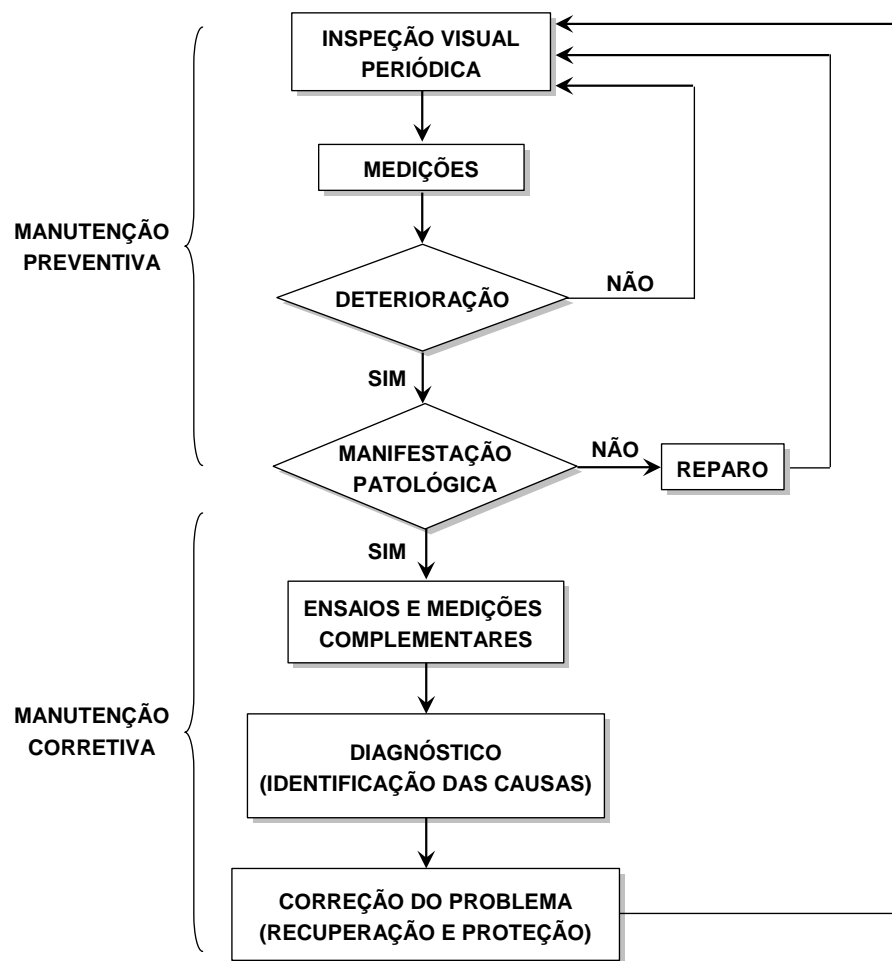 INSPEÇÃO VISUAL
PERIÓDICA
MEDIÇÕES
MANUTENÇÃO
PREVENTIVA
DETERIORAÇÃO
NÃO
SIM
MANIFESTAÇÃO
PATOLÓGICA
NÃO
REPARO
SIM
ENSAIOS E MEDIÇÕES
COMPLEMENTARES
MANUTENÇÃO
CORRETIVA
DIAGNÓSTICO
(IDENTIFICAÇÃO DAS CAUSAS)
CORREÇÃO DO PROBLEMA
(RECUPERAÇÃO E PROTEÇÃO)